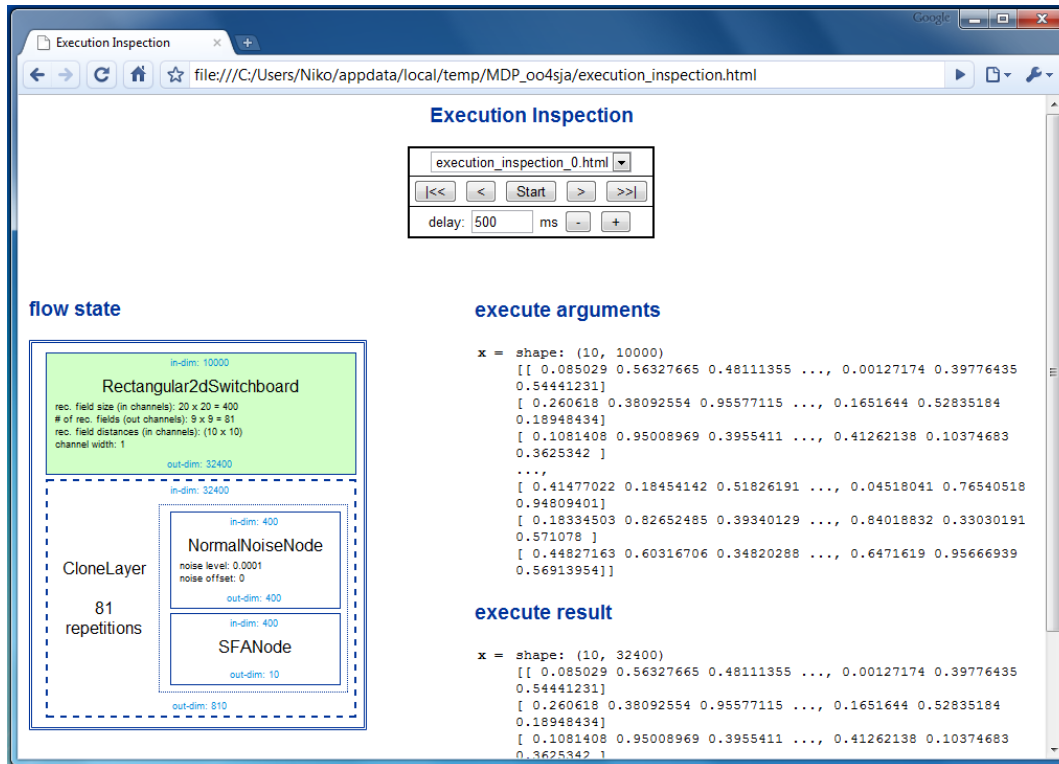 Google
Execution Inspection
file:///C:/Users/Niko/appdata/local/temp/MDP_oo4sja/execution_inspection.html
Execution Inspection
execution_inspection_0.html
|<< < Start > >>|
delay: 500 ms - +
flow state
in-dim: 10000
Rectangular2dSwitchboard
rec. field size (in channels): 20 x 20 = 400
# of rec. fields (out channels): 9 x 9 = 81
rec. field distances (in channels): (10 x 10)
channel width: 1
out-dim: 32400
in-dim: 32400
CloneLayer
81
repetitions
in-dim: 400
NormalNoiseNode
noise level: 0.0001
noise offset: 0
out-dim: 400
in-dim: 400
SFANode
out-dim: 10
out-dim: 810
execute arguments
x = shape: (10, 10000)
[[ 0.085029 0.56327665 0.48111355 ..., 0.00127174 0.39776435
0.54441231]
[ 0.260618 0.38092554 0.95577115 ..., 0.1651644 0.52835184
0.18948434]
[ 0.1081408 0.95008969 0.3955411 ..., 0.41262138 0.10374683
0.3625342 ]
...,
[ 0.41477022 0.18454142 0.51826191 ..., 0.04518041 0.76540518
0.94809401]
[ 0.18334503 0.82652485 0.39340129 ..., 0.84018832 0.33030191
0.571078 ]
[ 0.44827163 0.60316706 0.34820288 ..., 0.6471619 0.95666939
0.56913954]]
execute result
x = shape: (10, 32400)
[[ 0.085029 0.56327665 0.48111355 ..., 0.00127174 0.39776435
0.54441231]
[ 0.260618 0.38092554 0.95577115 ..., 0.1651644 0.52835184
0.18948434]
[ 0.1081408 0.95008969 0.3955411 ..., 0.41262138 0.10374683
0.3625342 ]